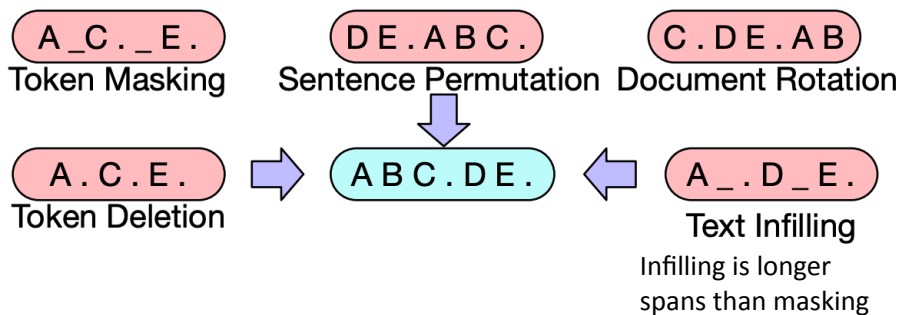 A _C . _ E .
D E . A B C .
C . D E . A B
Token Masking
Sentence Permutation
Document Rotation
A . C . E .
A B C . D E .
A _ . D _ E .
Token Deletion
Text Infilling
Infilling is longer
spans than masking